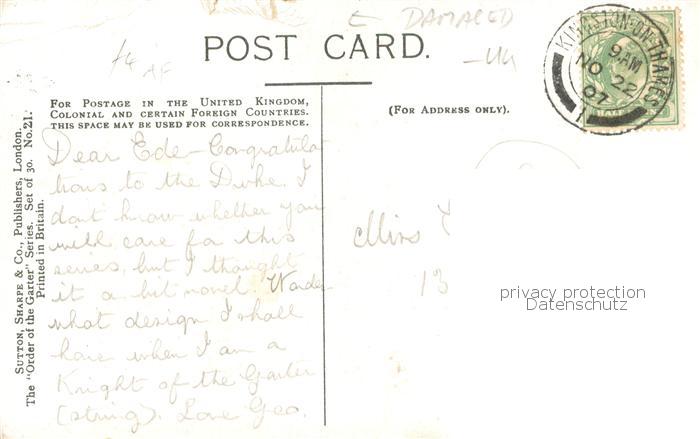 DAMAGED
POST CARD.
FOR POSTAGE IN THE UNITED KINGDOM,
COLONIAL AND CERTAIN FOREIGN COUNTRIES.
THIS SPACE MAY BE USED FOR CORRESPONDENCE.
(FOR ADDRESS ONLY).
KINGSTON-ON-THAMES
9 AM
NO 22
07
1
HALF
SUTTON, SHARPE & CO., Publishers, London.
The "Order of the Garter" Series. Set of 30. No. 21.
Printed in Britain.
Dear Ede – Congratula
tions to the Duke. I
dont know whether you
will care for this
series, but I thought
it a bit novel. Wonder
what design I shall
have when I am a
Knight of the Garter
(string). Love Geo.
Miss
13
privacy protection
Datenschutz